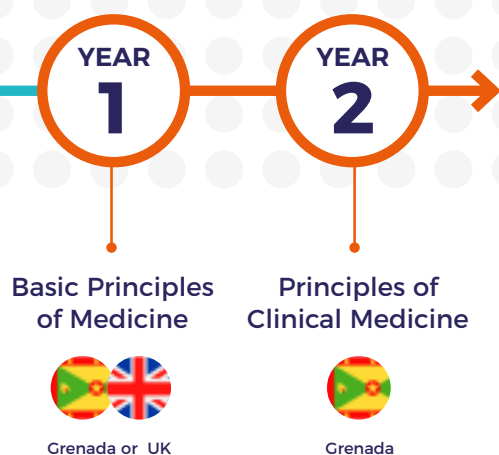 YEAR
1
YEAR
2
Basic Principles
of Medicine
Principles of
Clinical Medicine
Grenada or UK
Grenada